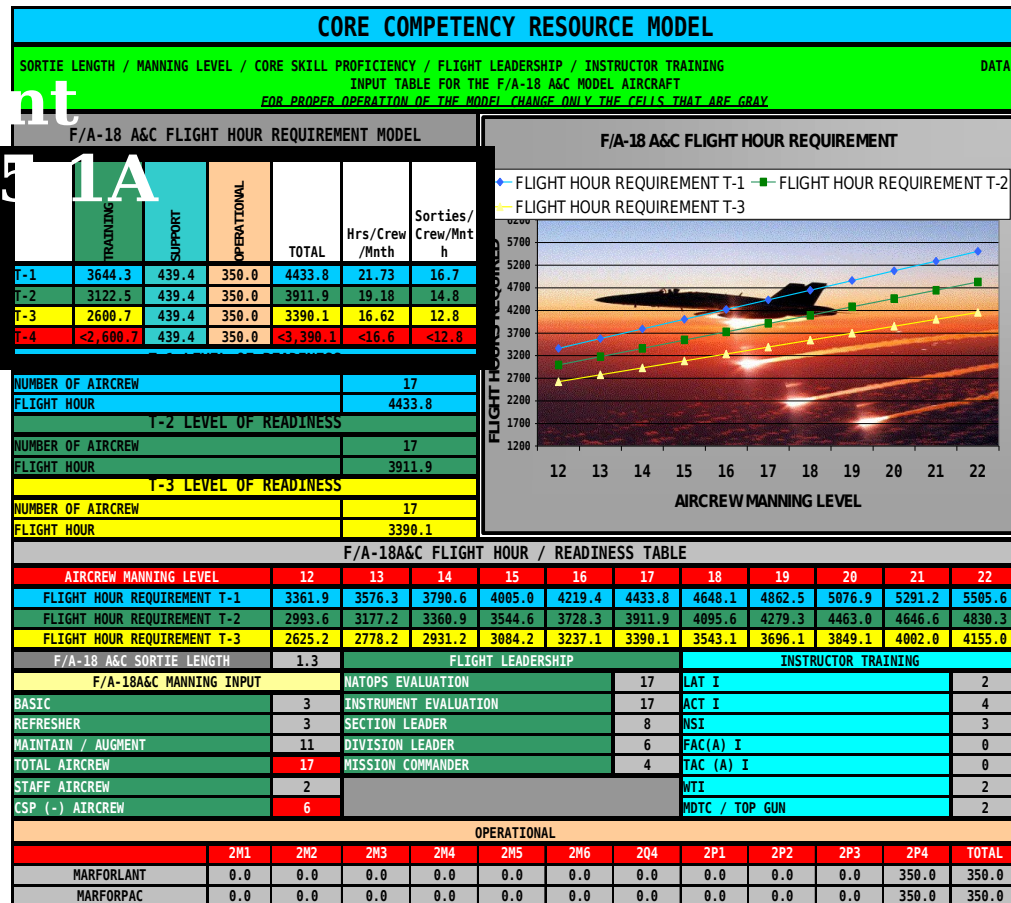 CORE COMPETENCY RESOURCE MODEL
SORTIE LENGTH / MANNING LEVEL / CORE SKILL PROFICIENCY / FLIGHT LEADERSHIP / INSTRUCTOR TRAINING DATA
INPUT TABLE FOR THE F/A-18 A&C MODEL AIRCRAFT
FOR PROPER OPERATION OF THE MODEL CHANGE ONLY THE CELLS THAT ARE GRAY
nt
5.1A
F/A-18 A&C FLIGHT HOUR REQUIREMENT MODEL
TRAINING SUPPORT OPERATIONAL TOTAL Hrs/Crew/Mnth Sorties/Crew/Mnth
T-1 3644.3 439.4 350.0 4433.8 21.73 16.7
T-2 3122.5 439.4 350.0 3911.9 19.18 14.8
T-3 2600.7 439.4 350.0 3390.1 16.62 12.8
T-4 <2,600.7 439.4 350.0 <3,390.1 <16.6 <12.8
LEVEL OF READINESS
NUMBER OF AIRCREW 17
FLIGHT HOUR 4433.8
T-2 LEVEL OF READINESS
NUMBER OF AIRCREW 17
FLIGHT HOUR 3911.9
T-3 LEVEL OF READINESS
NUMBER OF AIRCREW 17
FLIGHT HOUR 3390.1
F/A-18 A&C FLIGHT HOUR REQUIREMENT
FLIGHT HOUR REQUIREMENT T-1 FLIGHT HOUR REQUIREMENT T-2
FLIGHT HOUR REQUIREMENT T-3
FLIGHT HOURS REQUIRED
6200
5700
5200
4700
4200
3700
3200
2700
2200
1700
1200
12 13 14 15 16 17 18 19 20 21 22
AIRCREW MANNING LEVEL
F/A-18A&C FLIGHT HOUR / READINESS TABLE
AIRCREW MANNING LEVEL 12 13 14 15 16 17 18 19 20 21 22
FLIGHT HOUR REQUIREMENT T-1 3361.9 3576.3 3790.6 4005.0 4219.4 4433.8 4648.1 4862.5 5076.9 5291.2 5505.6
FLIGHT HOUR REQUIREMENT T-2 2993.6 3177.2 3360.9 3544.6 3728.3 3911.9 4095.6 4279.3 4463.0 4646.6 4830.3
FLIGHT HOUR REQUIREMENT T-3 2625.2 2778.2 2931.2 3084.2 3237.1 3390.1 3543.1 3696.1 3849.1 4002.0 4155.0
F/A-18 A&C SORTIE LENGTH 1.3 FLIGHT LEADERSHIP INSTRUCTOR TRAINING
F/A-18A&C MANNING INPUT NATOPS EVALUATION 17 LAT I 2
BASIC 3 INSTRUMENT EVALUATION 17 ACT I 4
REFRESHER 3 SECTION LEADER 8 NSI 3
MAINTAIN / AUGMENT 11 DIVISION LEADER 6 FAC(A) I 0
TOTAL AIRCREW 17 MISSION COMMANDER 4 TAC (A) I 0
STAFF AIRCREW 2 WTI 2
CSP (-) AIRCREW 6 MDTC / TOP GUN 2
OPERATIONAL
2M1 2M2 2M3 2M4 2M5 2M6 2Q4 2P1 2P2 2P3 2P4 TOTAL
MARFORLANT 0.0 0.0 0.0 0.0 0.0 0.0 0.0 0.0 0.0 0.0 350.0 350.0
MARFORPAC 0.0 0.0 0.0 0.0 0.0 0.0 0.0 0.0 0.0 0.0 350.0 350.0